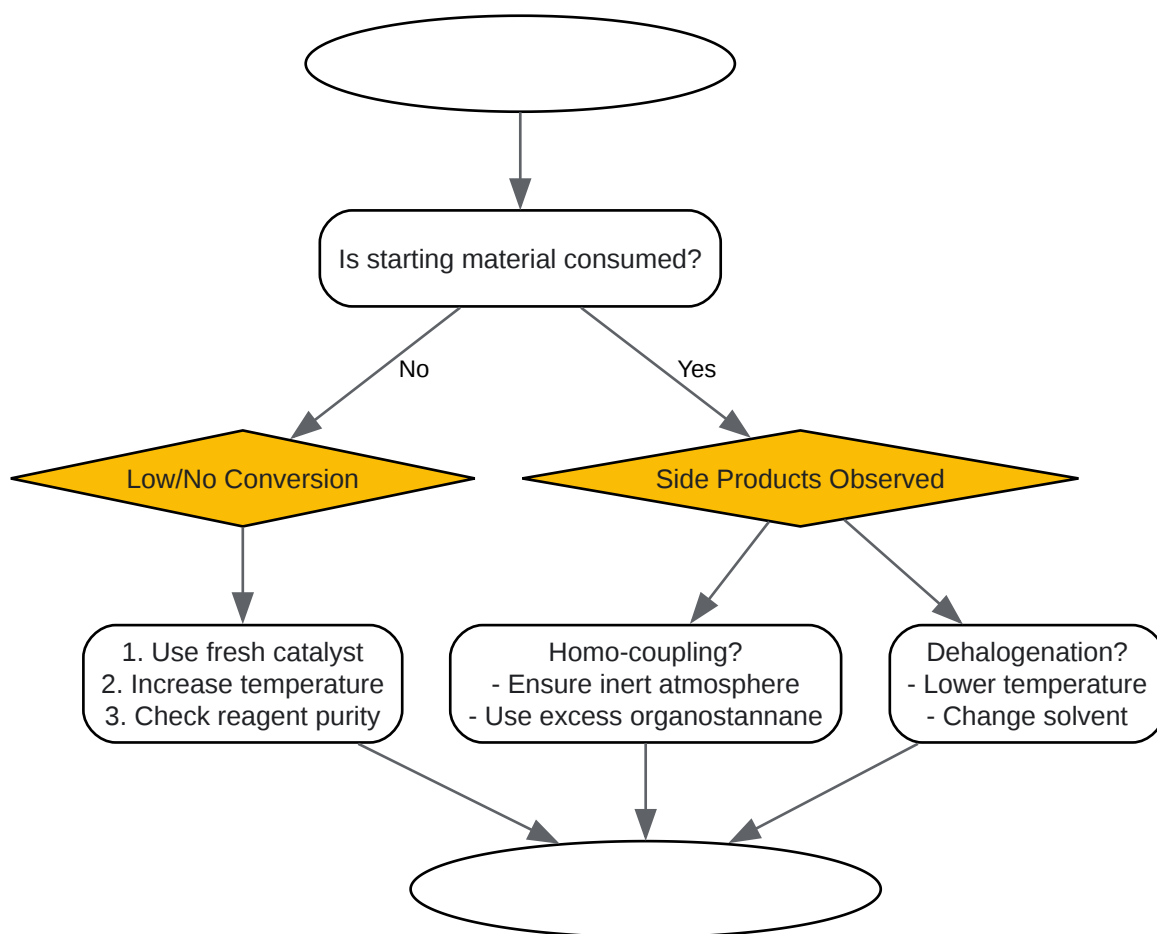 Is starting material consumed?
No
Yes
Low/No Conversion
Side Products Observed
1. Use fresh catalyst
2. Increase temperature
3. Check reagent purity
Homo-coupling?
- Ensure inert atmosphere
- Use excess organostannane
Dehalogenation?
- Lower temperature
- Change solvent